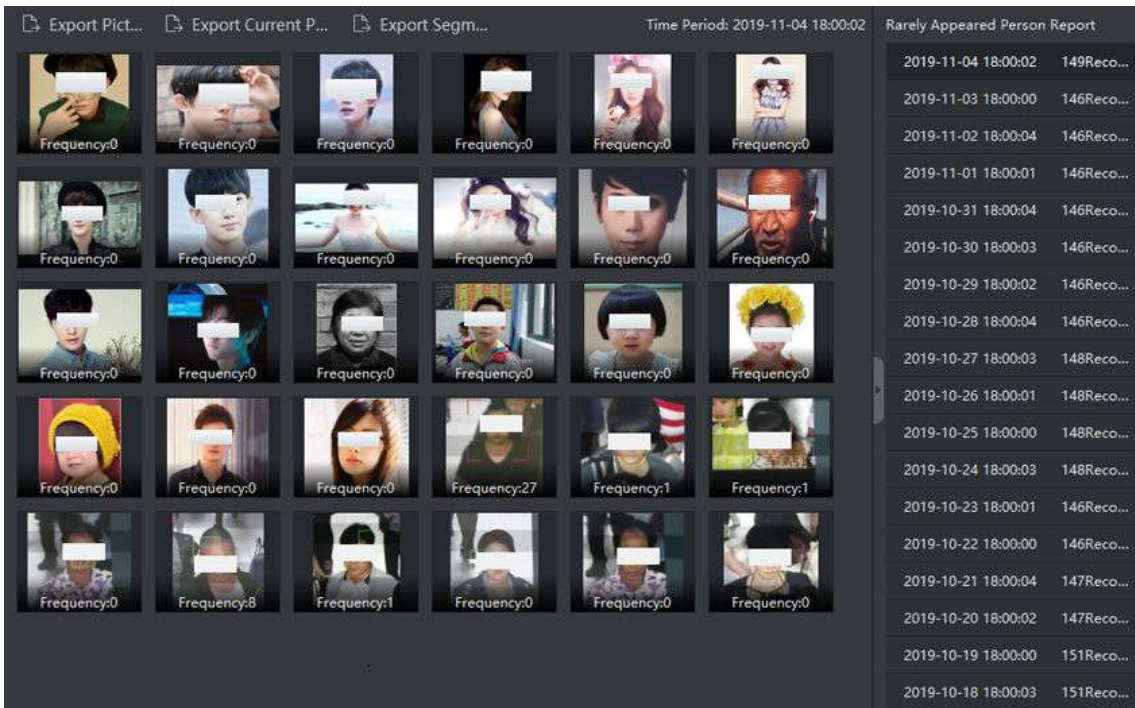 Export Pict... Export Current P... Export Segm... Time Period: 2019-11-04 18:00:02
Frequency:0 Frequency:0 Frequency:0 Frequency:0 Frequency:0 Frequency:0
Frequency:0 Frequency:0 Frequency:0 Frequency:0 Frequency:0 Frequency:0
Frequency:0 Frequency:0 Frequency:0 Frequency:0 Frequency:0 Frequency:0
Frequency:0 Frequency:0 Frequency:0 Frequency:27 Frequency:1 Frequency:1
Frequency:0 Frequency:8 Frequency:1 Frequency:0 Frequency:0 Frequency:0
Rarely Appeared Person Report
2019-11-04 18:00:02 149Reco...
2019-11-03 18:00:00 146Reco...
2019-11-02 18:00:04 146Reco...
2019-11-01 18:00:01 146Reco...
2019-10-31 18:00:04 146Reco...
2019-10-30 18:00:03 146Reco...
2019-10-29 18:00:02 146Reco...
2019-10-28 18:00:04 146Reco...
2019-10-27 18:00:03 148Reco...
2019-10-26 18:00:01 148Reco...
2019-10-25 18:00:00 148Reco...
2019-10-24 18:00:03 148Reco...
2019-10-23 18:00:01 146Reco...
2019-10-22 18:00:00 146Reco...
2019-10-21 18:00:04 147Reco...
2019-10-20 18:00:02 147Reco...
2019-10-19 18:00:00 151Reco...
2019-10-18 18:00:03 151Reco...